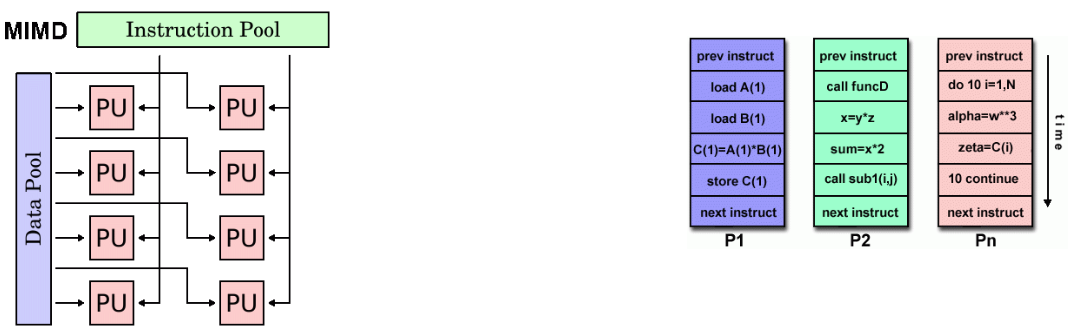 MIMD
Instruction Pool
Data Pool
PU PU
PU PU
PU PU
PU PU
prev instruct
load A(1)
load B(1)
C(1)=A(1)*B(1)
store C(1)
next instruct
P1
prev instruct
call funcD
x=y*z
sum=x*2
call sub1(i,j)
next instruct
P2
prev instruct
do 10 i=1,N
alpha=w**3
zeta=C(i)
10 continue
next instruct
Pn
time